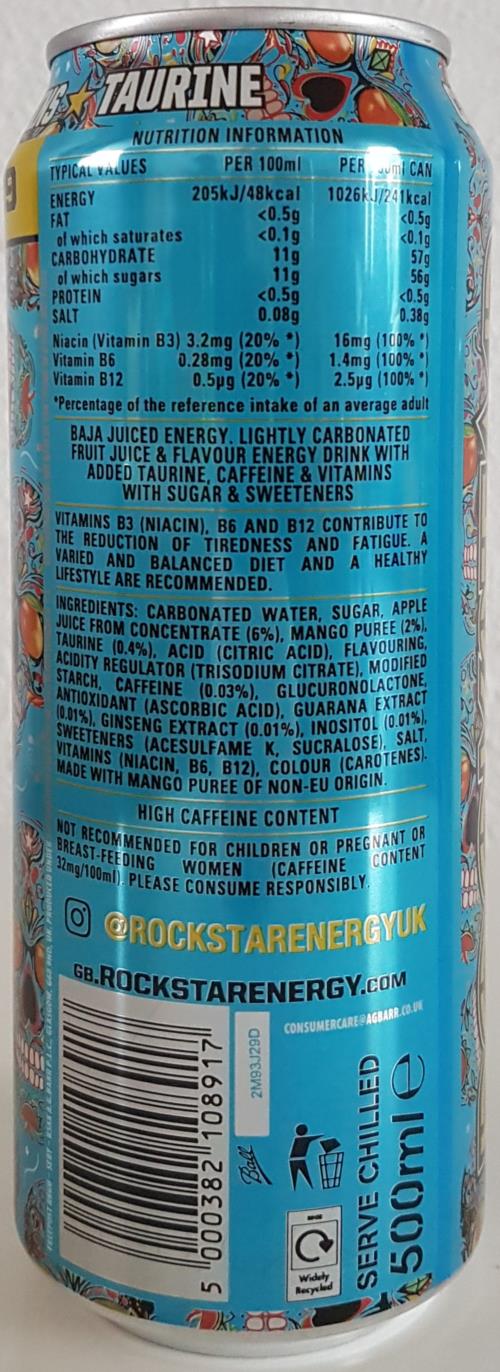 TAURINE
NUTRITION INFORMATION
TYPICAL VALUES PER 100ml PER 500ml CAN
ENERGY 205kJ/48kcal 1026kJ/241kcal
FAT <0.5g <0.5g
of which saturates <0.1g <0.1g
CARBOHYDRATE 11g 57g
of which sugars 11g 56g
PROTEIN <0.5g <0.5g
SALT 0.08g 0.38g
Niacin (Vitamin B3) 3.2mg (20% *) 16mg (100% *)
Vitamin B6 0.28mg (20% *) 1.4mg (100% *)
Vitamin B12 0.5µg (20% *) 2.5µg (100% *)
*Percentage of the reference intake of an average adult
BAJA JUICED ENERGY. LIGHTLY CARBONATED
FRUIT JUICE & FLAVOUR ENERGY DRINK WITH
ADDED TAURINE, CAFFEINE & VITAMINS
WITH SUGAR & SWEETENERS
VITAMINS B3 (NIACIN), B6 AND B12 CONTRIBUTE TO
THE REDUCTION OF TIREDNESS AND FATIGUE. A
VARIED AND BALANCED DIET AND A HEALTHY
LIFESTYLE ARE RECOMMENDED.
INGREDIENTS: CARBONATED WATER, SUGAR, APPLE
JUICE FROM CONCENTRATE (6%), MANGO PUREE (2%),
TAURINE (0.4%), ACID (CITRIC ACID), FLAVOURING,
ACIDITY REGULATOR (TRISODIUM CITRATE), MODIFIED
STARCH, CAFFEINE (0.03%), GLUCURONOLACTONE,
ANTIOXIDANT (ASCORBIC ACID), GUARANA EXTRACT
(0.01%), GINSENG EXTRACT (0.01%), INOSITOL (0.01%),
SWEETENERS (ACESULFAME K, SUCRALOSE), SALT,
VITAMINS (NIACIN, B6, B12), COLOUR (CAROTENES).
MADE WITH MANGO PUREE OF NON-EU ORIGIN.
HIGH CAFFEINE CONTENT
NOT RECOMMENDED FOR CHILDREN OR PREGNANT OR
BREAST-FEEDING WOMEN (CAFFEINE CONTENT
32mg/100ml). PLEASE CONSUME RESPONSIBLY.
@ROCKSTARENERGYUK
GB.ROCKSTARENERGY.COM
CONSUMERCARE@AGBARR.CO.UK
5 000382 108917
2M93J29D
Ball
Widely
Recycled
SERVE CHILLED
500ml e